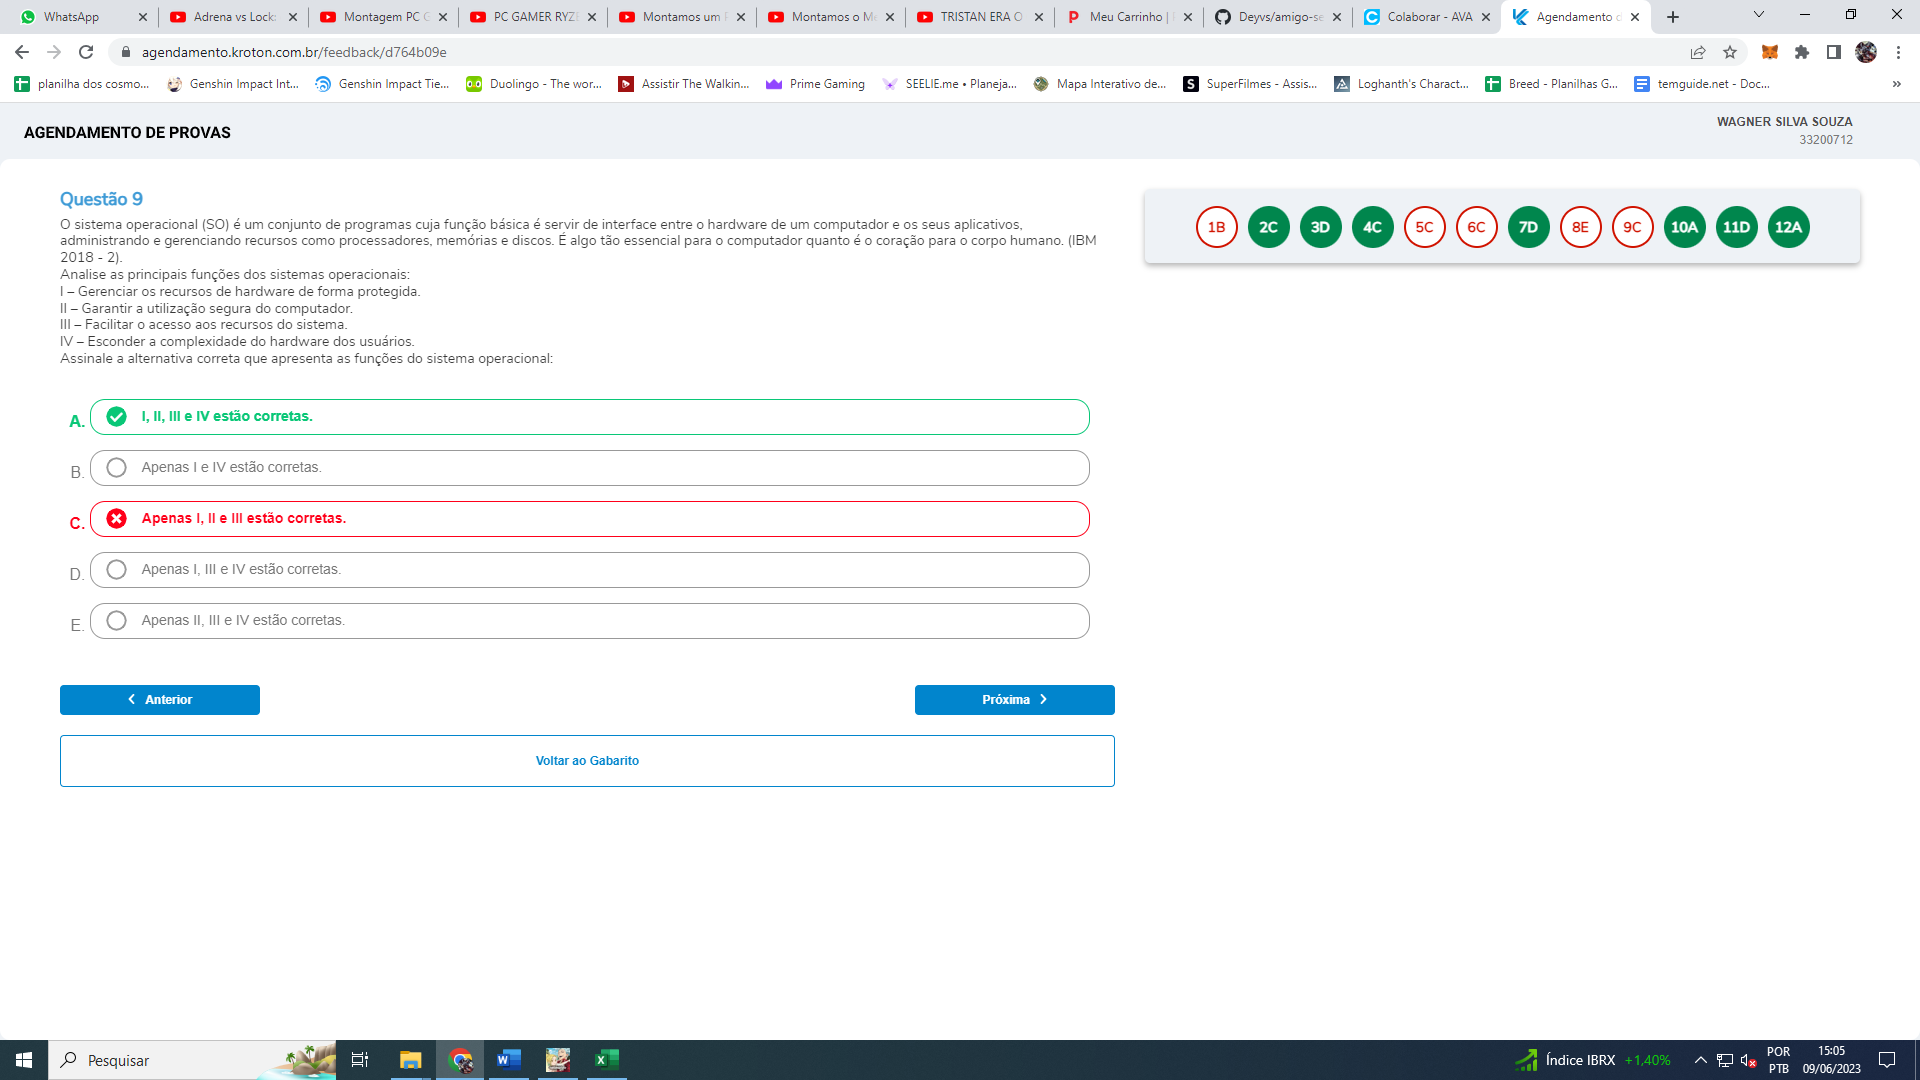 WhatsApp
Adrena vs Lock
Montagem PC G
PC GAMER RYZE
Montamos um
Montamos o Me
TRISTAN ERA O
Meu Carrinho |
Deyvs/amigo-se
Colaborar - AVA
Agendamento d
agendamento.kroton.com.br/feedback/d764b09e
planilha dos cosmo...
Genshin Impact Int...
Genshin Impact Tie...
Duolingo - The wor...
Assistir The Walkin...
Prime Gaming
SEELIE.me • Planeja...
Mapa Interativo de...
SuperFilmes - Assis...
Loghanth's Charact...
Breed - Planilhas G...
temguide.net - Doc...
»
AGENDAMENTO DE PROVAS
WAGNER SILVA SOUZA
33200712
Questão 9
O sistema operacional (SO) é um conjunto de programas cuja função básica é servir de interface entre o hardware de um computador e os seus aplicativos,
administrando e gerenciando recursos como processadores, memórias e discos. É algo tão essencial para o computador quanto é o coração para o corpo humano. (IBM
2018 - 2).
Analise as principais funções dos sistemas operacionais:
I – Gerenciar os recursos de hardware de forma protegida.
II – Garantir a utilização segura do computador.
III – Facilitar o acesso aos recursos do sistema.
IV – Esconder a complexidade do hardware dos usuários.
Assinale a alternativa correta que apresenta as funções do sistema operacional:
A. I, II, III e IV estão corretas.
B. Apenas I e IV estão corretas.
C. Apenas I, II e III estão corretas.
D. Apenas I, III e IV estão corretas.
E. Apenas II, III e IV estão corretas.
Anterior
Próxima
Voltar ao Gabarito
1B 2C 3D 4C 5C 6C 7D 8E 9C 10A 11D 12A
Pesquisar
Índice IBRX +1,40%
POR
PTB
15:05
09/06/2023